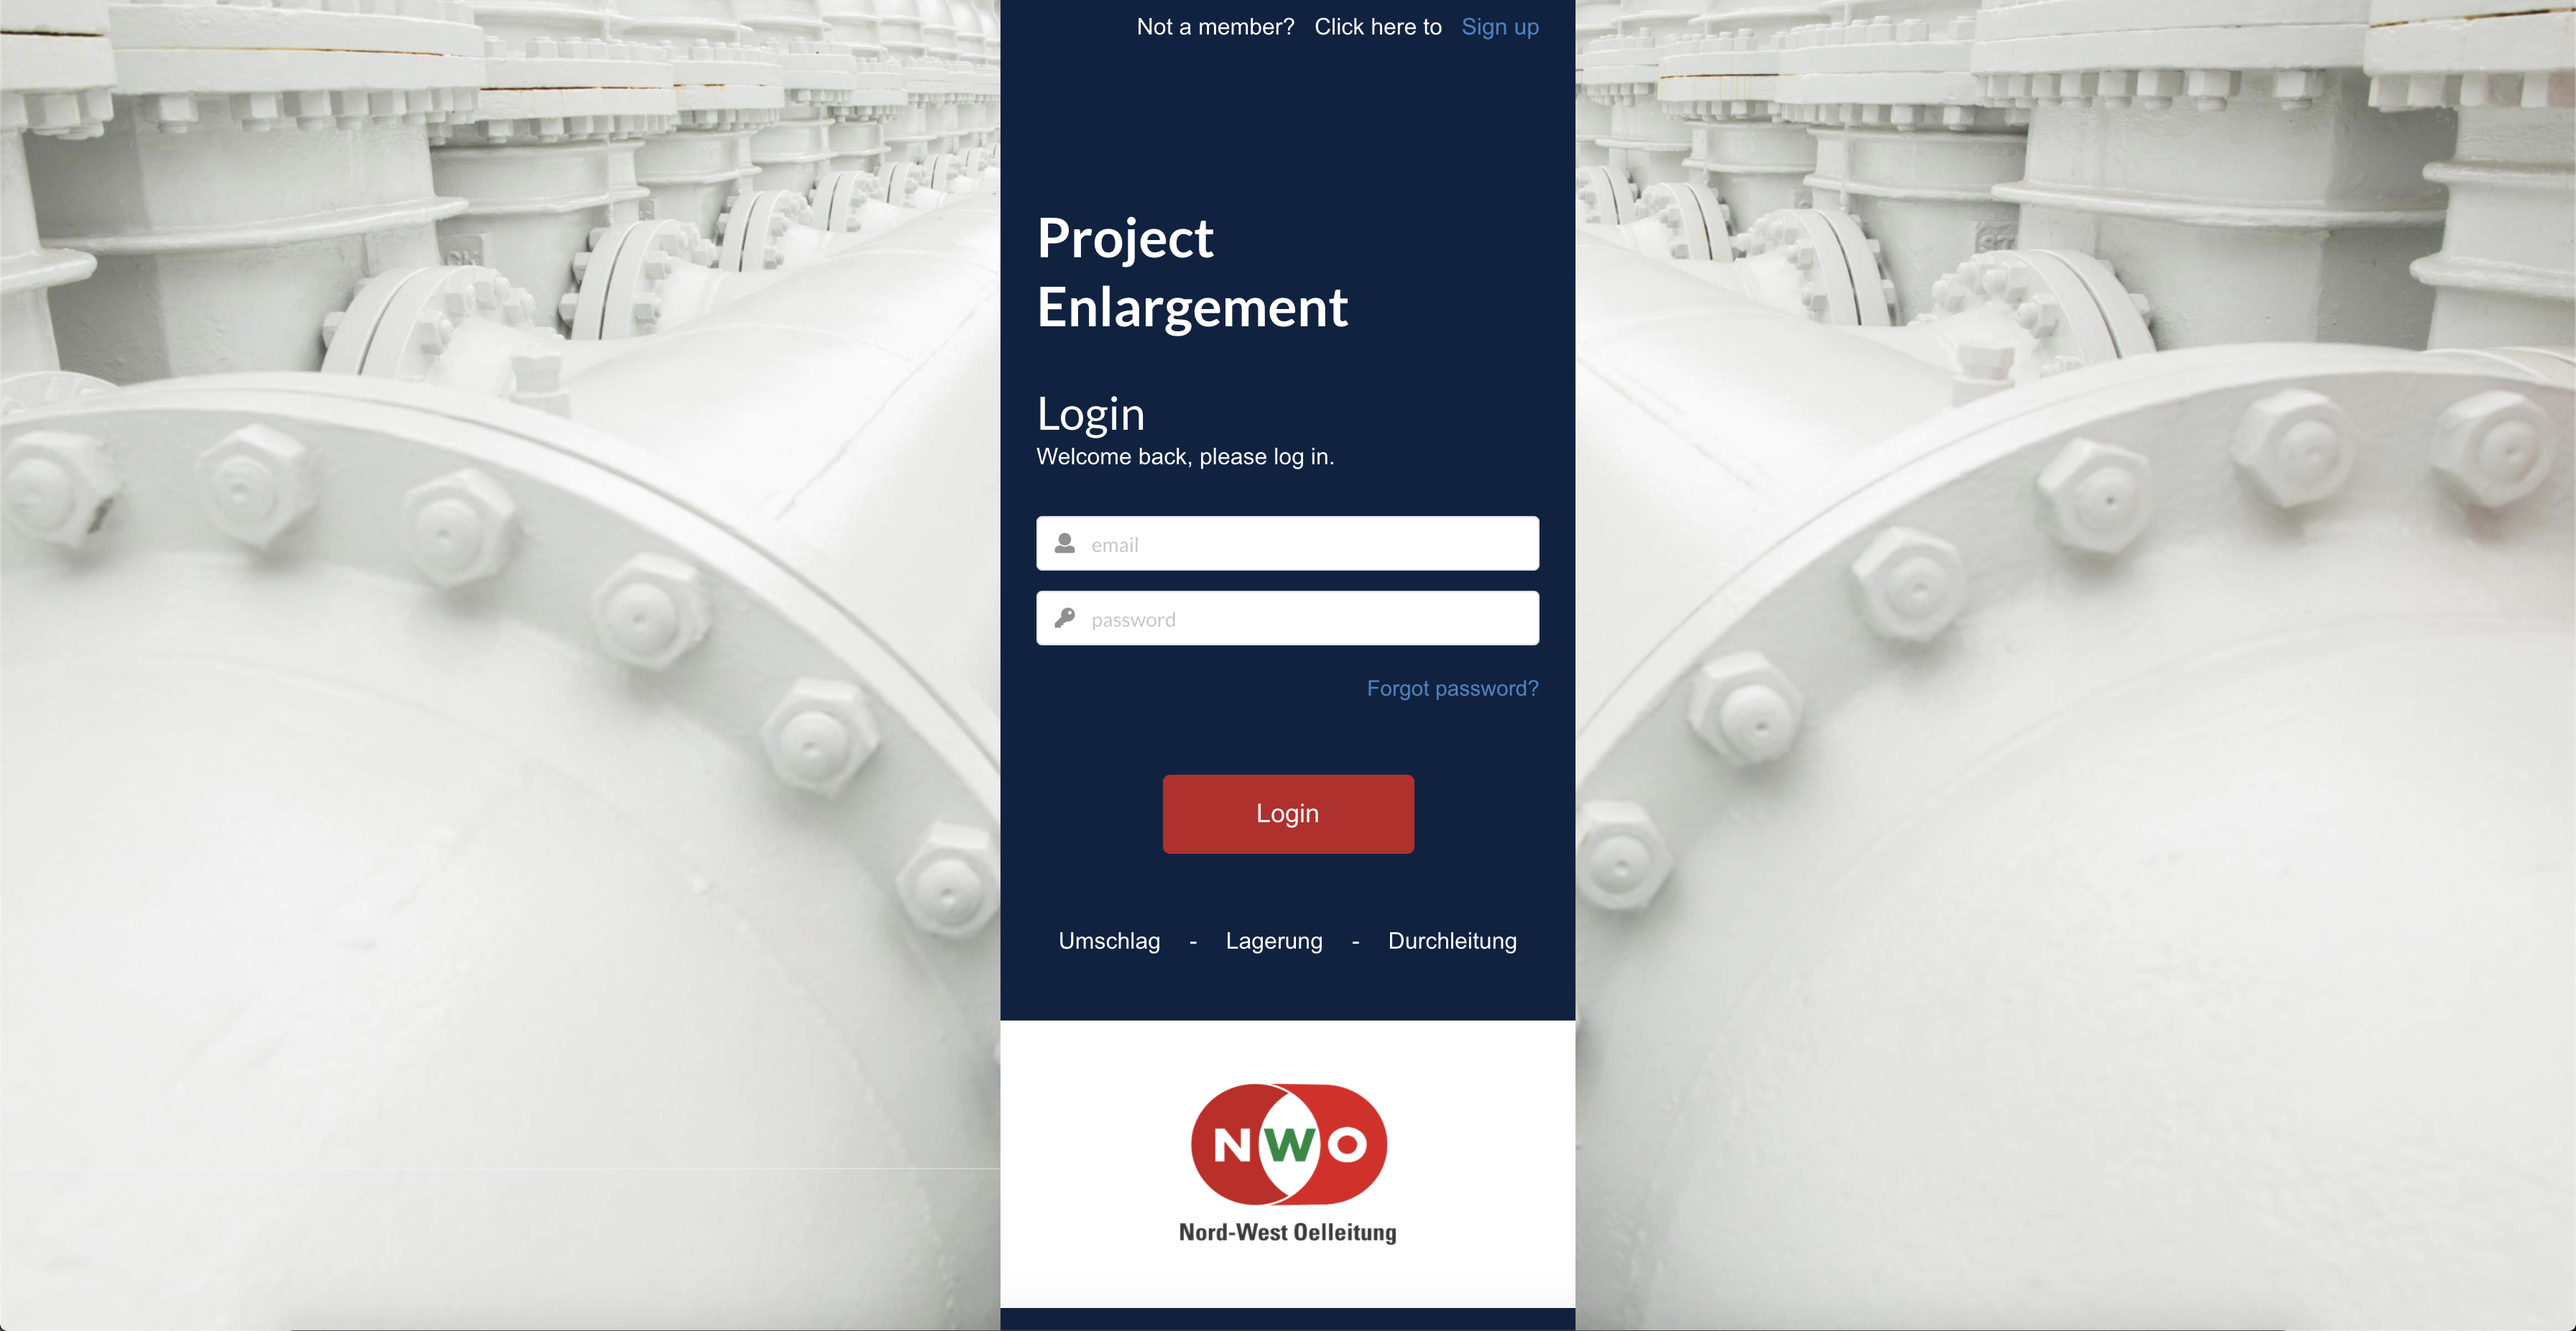 Not a member? Click here to Sign up
Project
Enlargement
Login
Welcome back, please log in.
email
password
Forgot password?
Login
Umschlag - Lagerung - Durchleitung
NWO
Nord-West Oelleitung